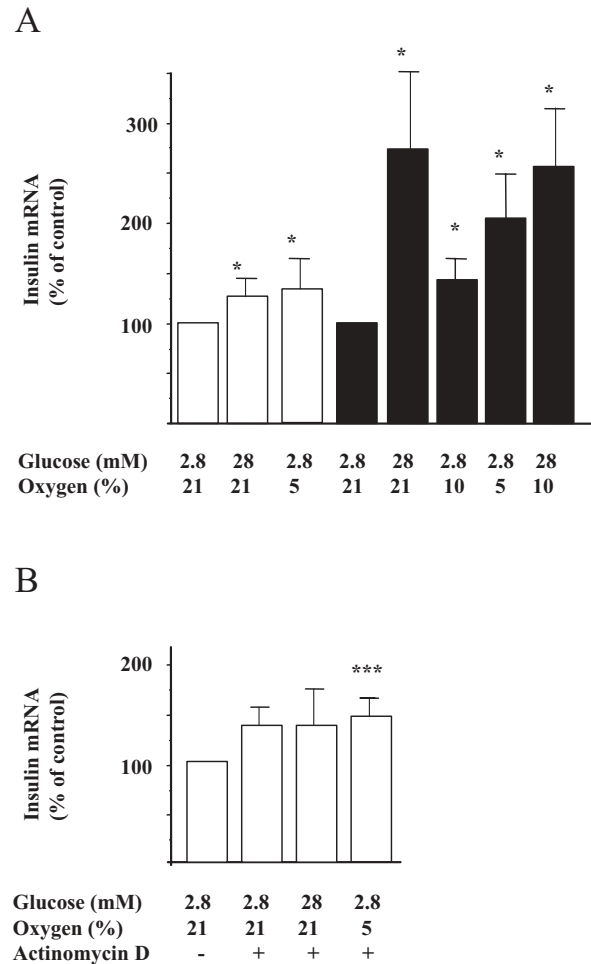 A
*
*
*
*
*
*
300
200
100
Insulin mRNA
(% of control)
Glucose (mM) 2.8 28 2.8 2.8 28 2.8 2.8 28
Oxygen (%) 21 21 5 21 21 10 5 10
B
***
200
100
Insulin mRNA
(% of control)
Glucose (mM) 2.8 2.8 28 2.8
Oxygen (%) 21 21 21 5
Actinomycin D - + + +